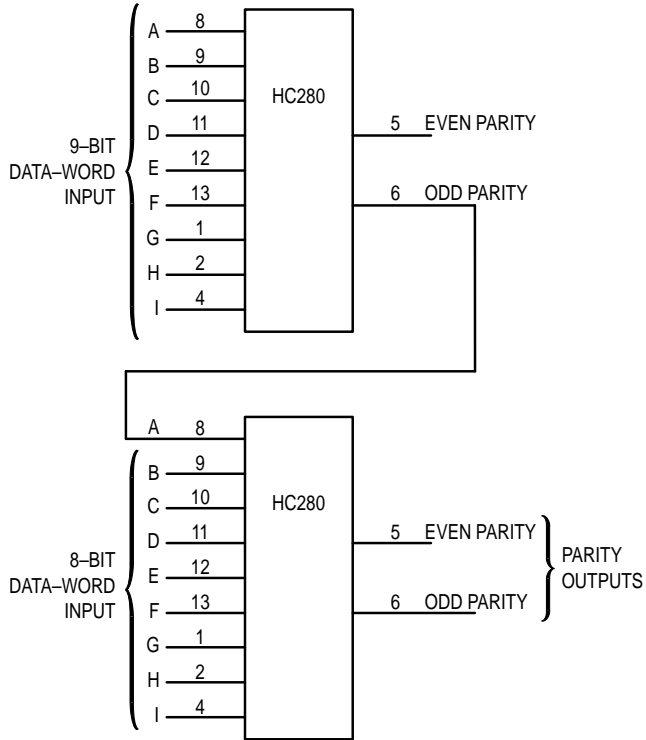 A 8
B 9
C 10
D 11
E 12
F 13
G 1
H 2
I 4
9–BIT
DATA–WORD
INPUT
HC280
5 EVEN PARITY
6 ODD PARITY
A 8
B 9
C 10
D 11
E 12
F 13
G 1
H 2
I 4
8–BIT
DATA–WORD
INPUT
HC280
5 EVEN PARITY
6 ODD PARITY
PARITY
OUTPUTS